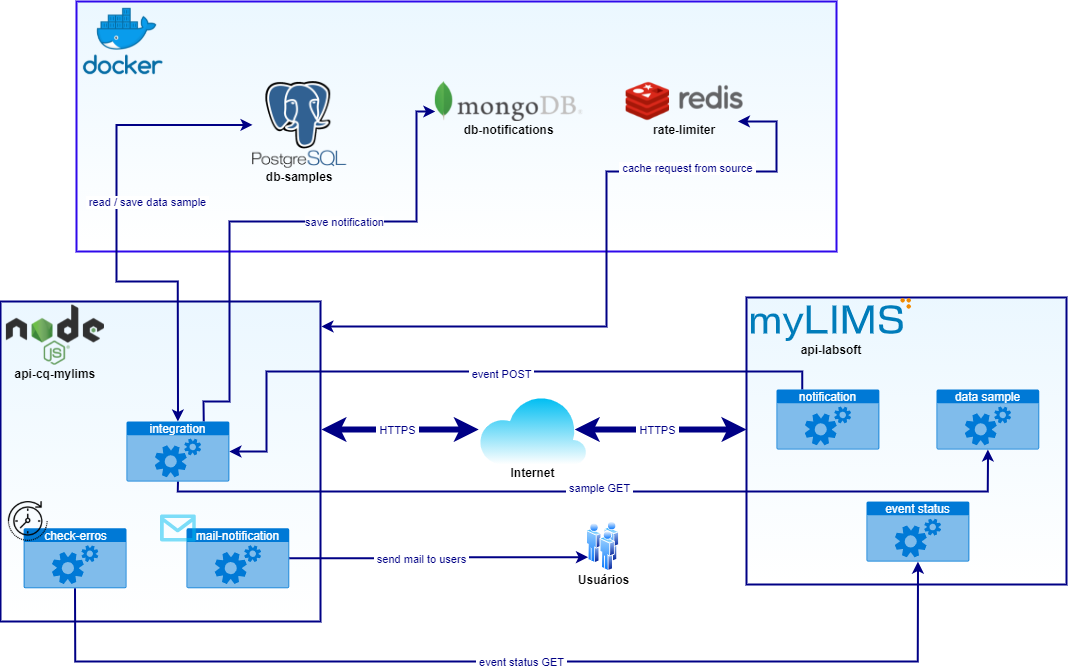 docker
PostgreSQL
db-samples
mongoDB.
db-notifications
redis
rate-limiter
cache request from source
read / save data sample
save notification
node
JS
api-cq-mylims
myLIMS
api-labsoft
event POST
notification
data sample
integration
HTTPS
HTTPS
Internet
sample GET
event status
check-erros
mail-notification
send mail to users
Usuários
event status GET